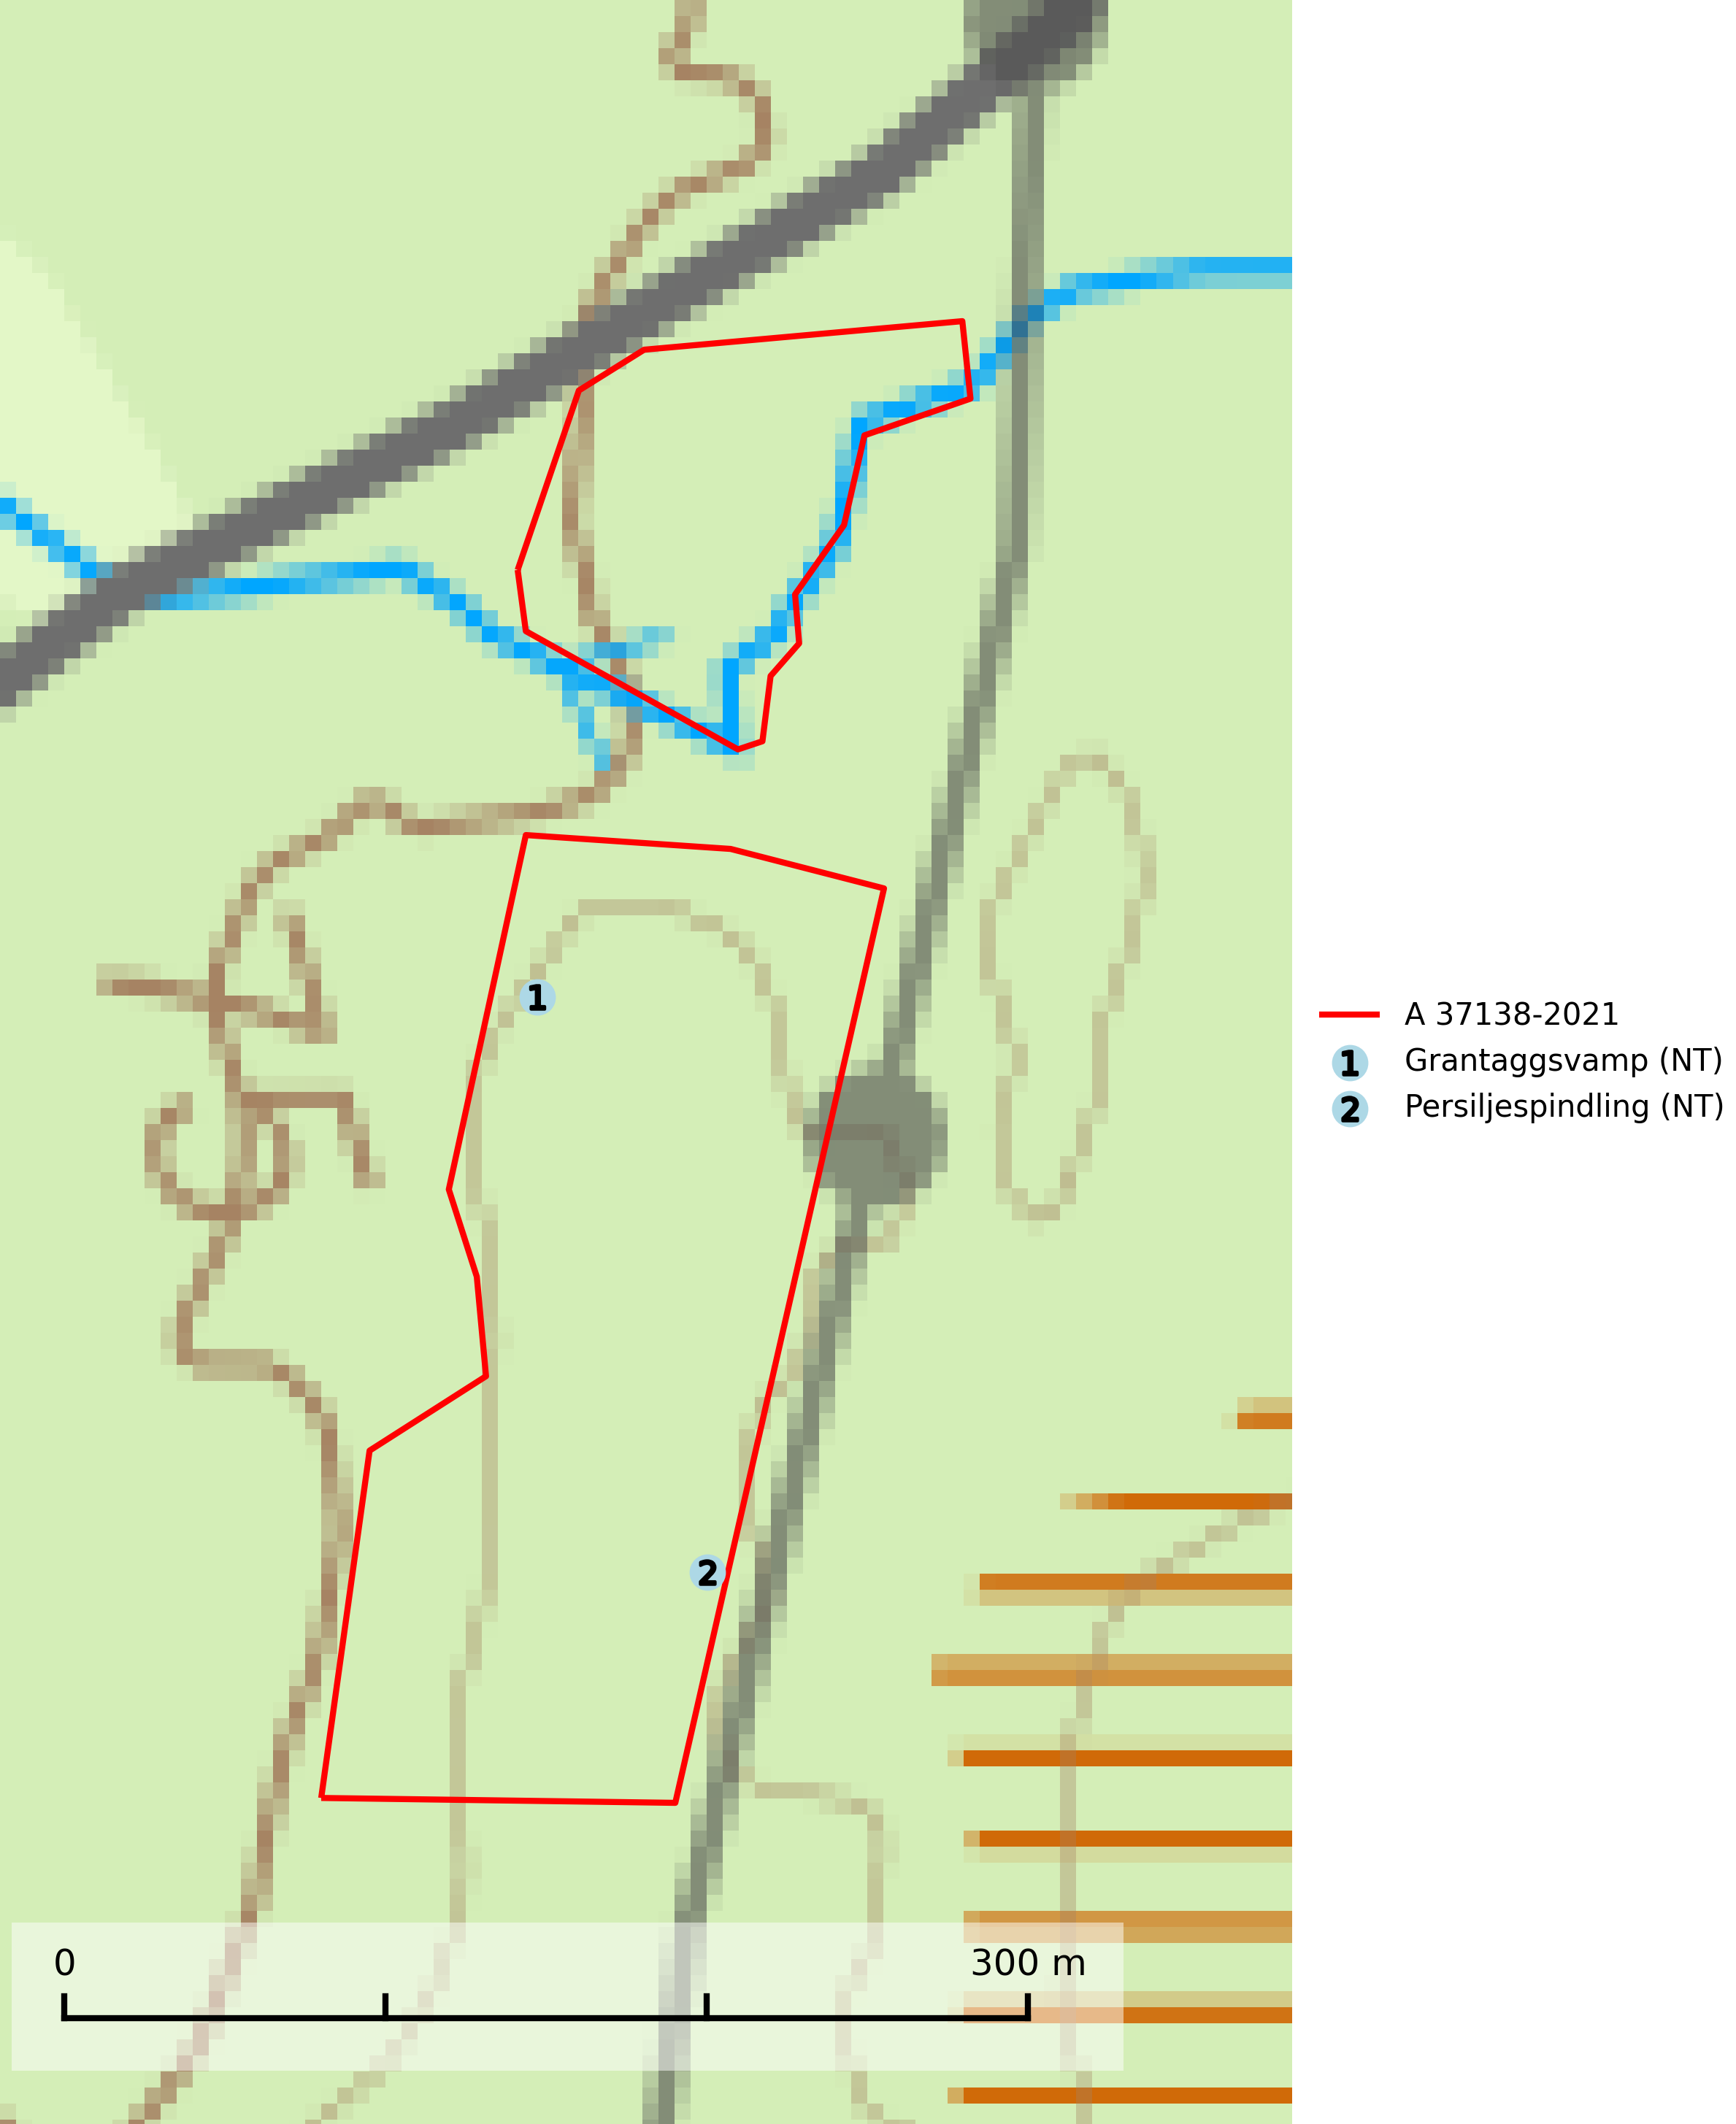 1
2
A 37138-2021
1 Grantaggsvamp (NT)
2 Persiljespindling (NT)
0 300 m